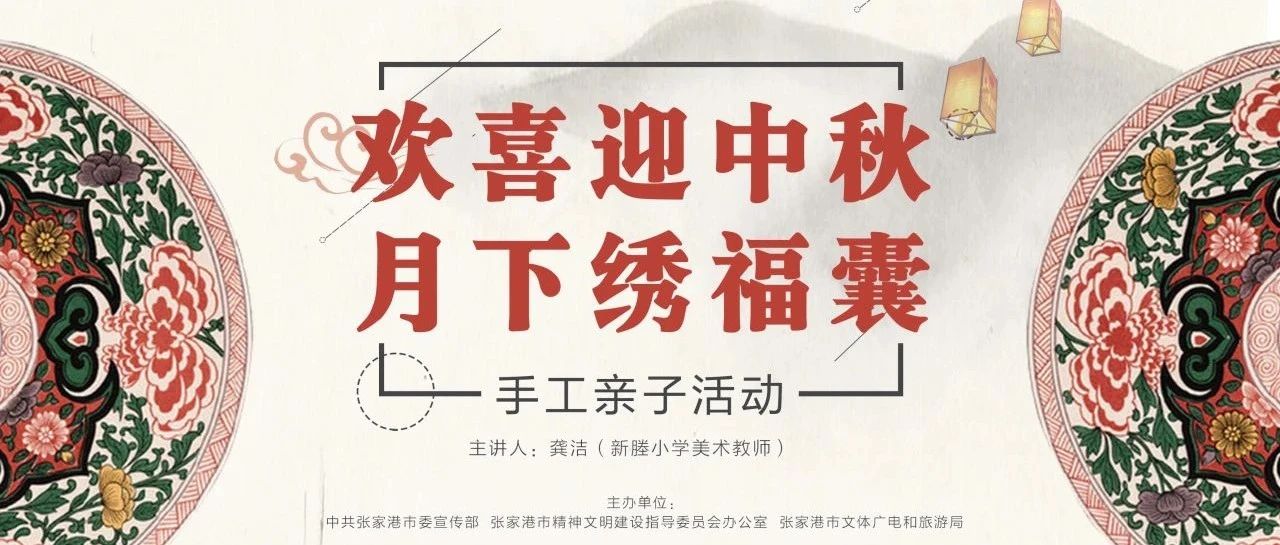 欢喜迎中秋
月下绣福囊
手工亲子活动
主讲人：龚洁（新塍小学美术教师）
主办单位：
中共张家港市委宣传部 张家港市精神文明建设指导委员会办公室 张家港市文体广电和旅游局